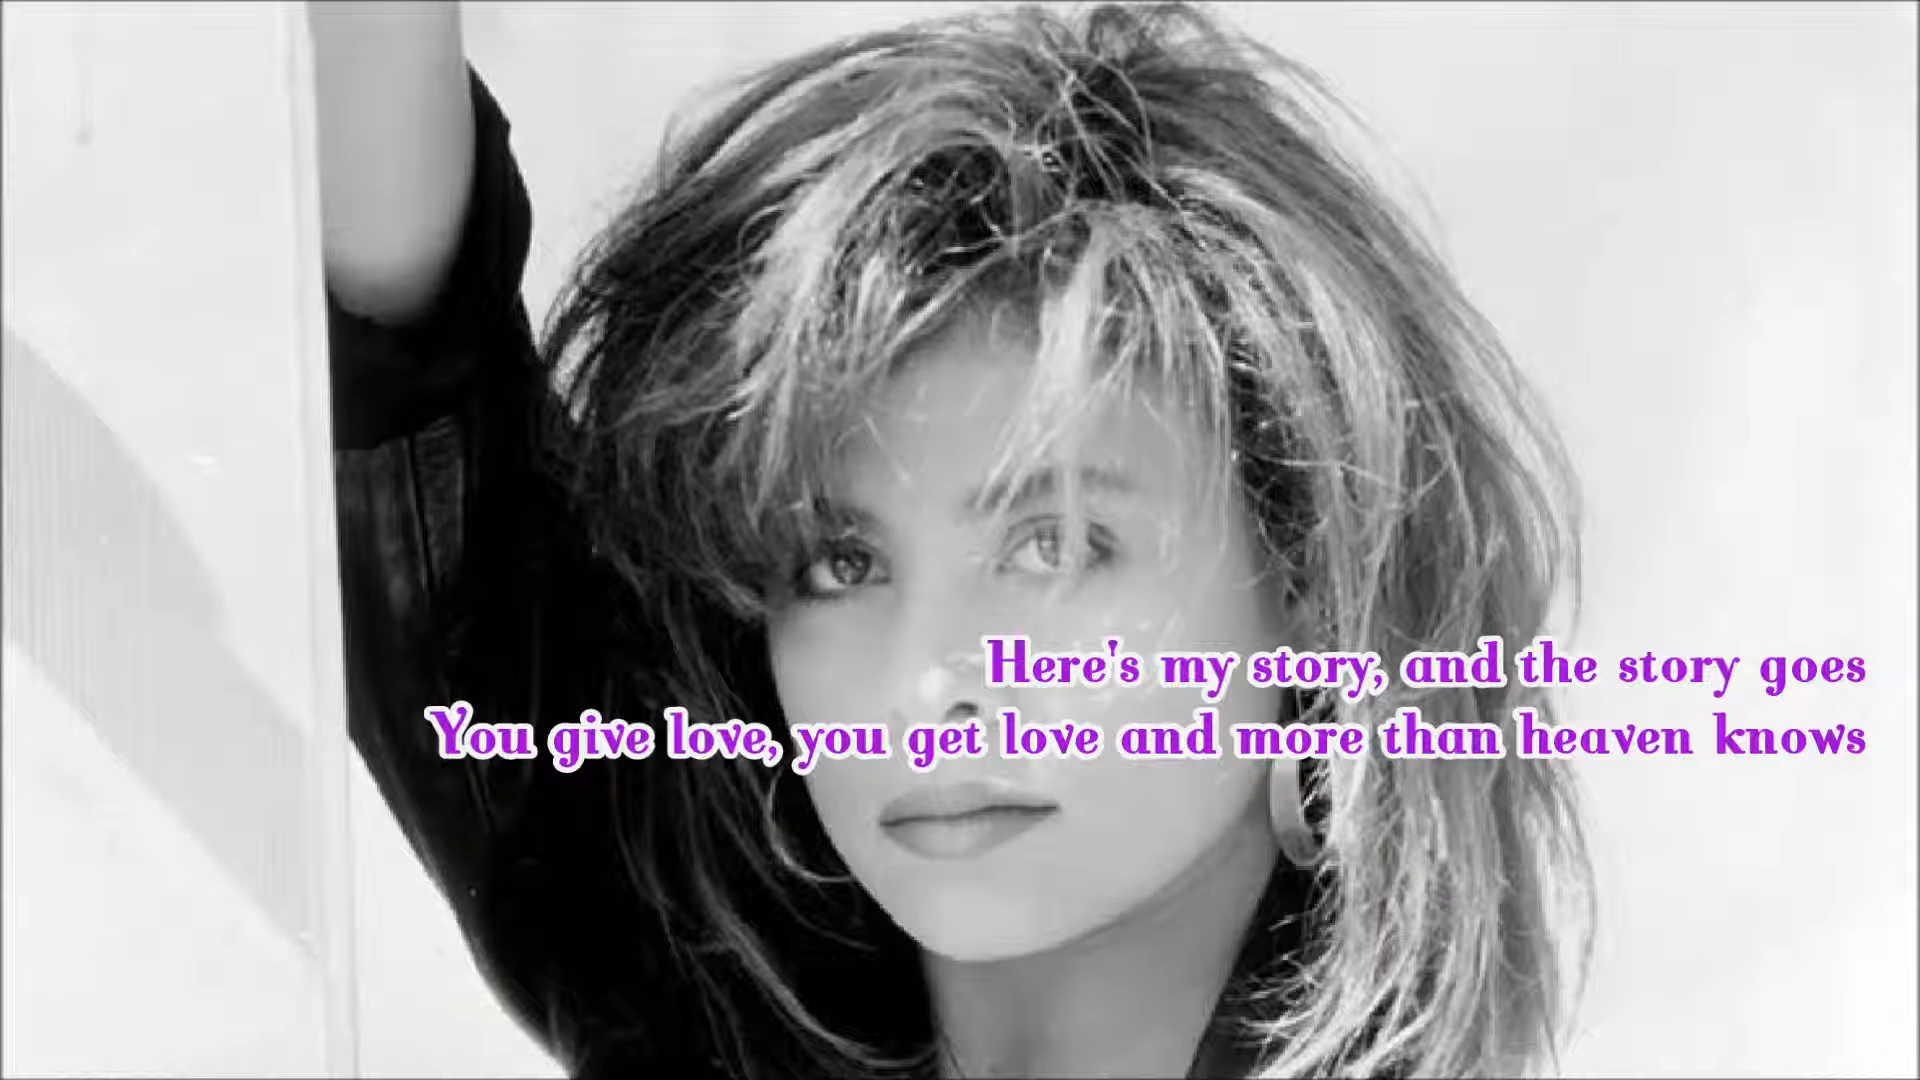 Here's my story, and the story goes
You give love, you get love and more than heaven knows